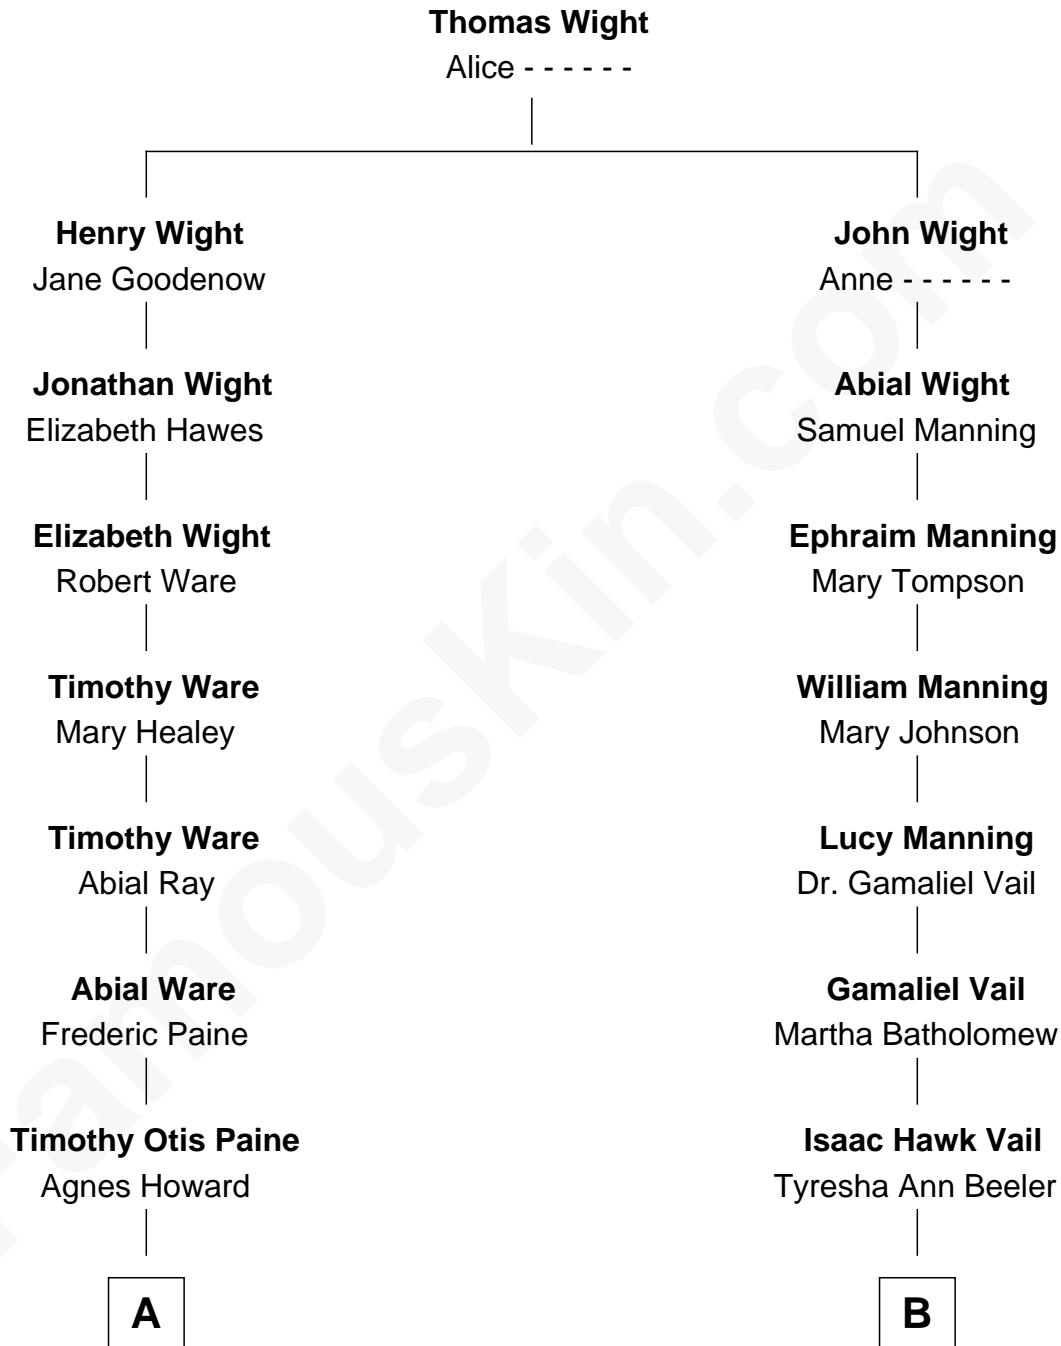 Thomas Wight
Alice - - - - - -
Henry Wight
Jane Goodenow
John Wight
Anne - - - - - -
Jonathan Wight
Elizabeth Hawes
Abial Wight
Samuel Manning
Elizabeth Wight
Robert Ware
Ephraim Manning
Mary Tompson
Timothy Ware
Mary Healey
William Manning
Mary Johnson
Timothy Ware
Abial Ray
Lucy Manning
Dr. Gamaliel Vail
Abial Ware
Frederic Paine
Gamaliel Vail
Martha Batholomew
Timothy Otis Paine
Agnes Howard
Isaac Hawk Vail
Tyresha Ann Beeler
A
B
FamousKin.com